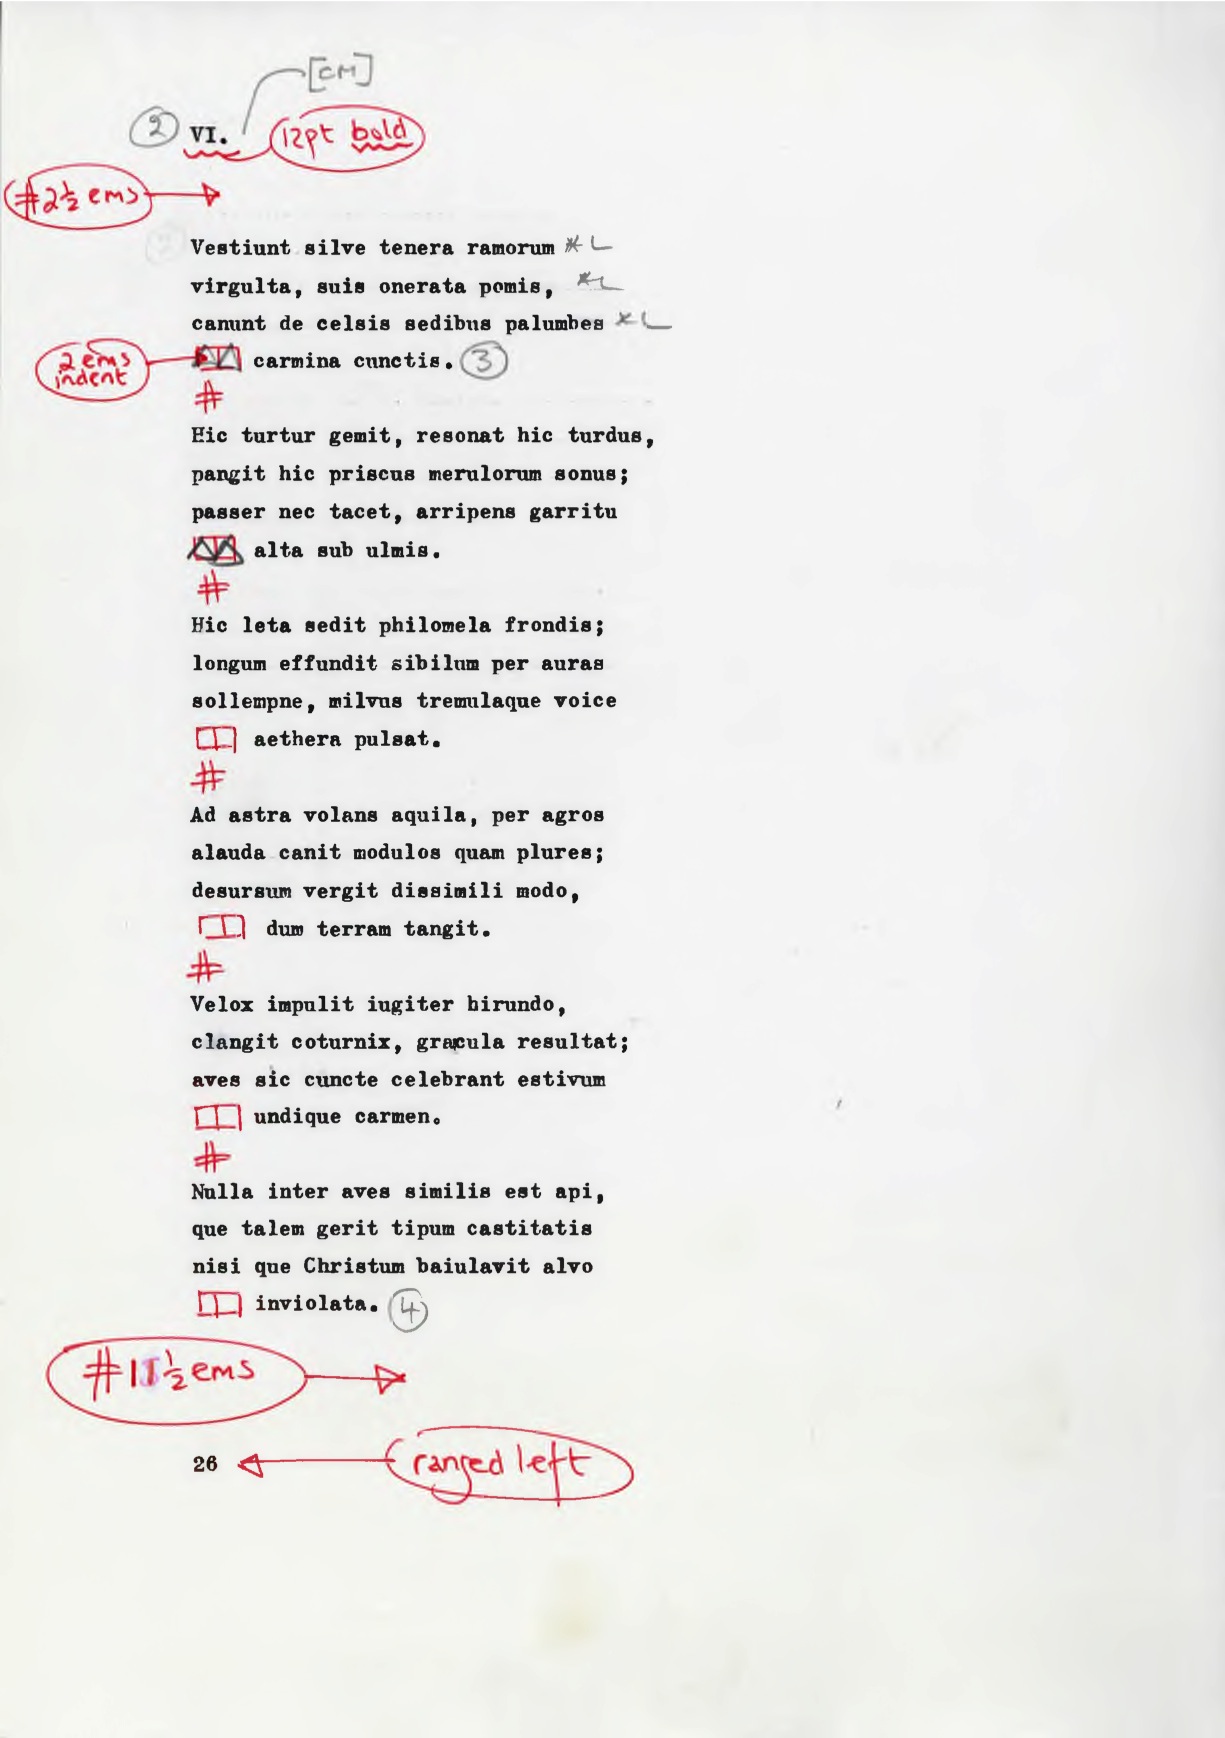 [CM]
2 VI. 12pt bold
#2½ ems
Vestiunt silve tenera ramorum * L
virgulta, suis onerata pomis, * L
canunt de celsis sedibus palumbes × L
2 ems indent carmina cunctis. 3
#
Hic turtur gemit, resonat hic turdus,
pangit hic priscus merulorum sonus;
passer nec tacet, arripens garritu
alta sub ulmis.
#
Hic leta sedit philomela frondis;
longum effundit sibilum per auras
sollempne, milvus tremulaque voice
aethera pulsat.
#
Ad astra volans aquila, per agros
alauda canit modulos quam plures;
desursum vergit dissimili modo,
dum terram tangit.
#
Velox impulit iugiter hirundo,
clangit coturnix, gracula resultat;
aves sic cuncte celebrant estivum
undique carmen.
#
Nulla inter aves similis est api,
que talem gerit tipum castitatis
nisi que Christum baiulavit alvo
inviolata. 4
#11½ ems
26 ranged left